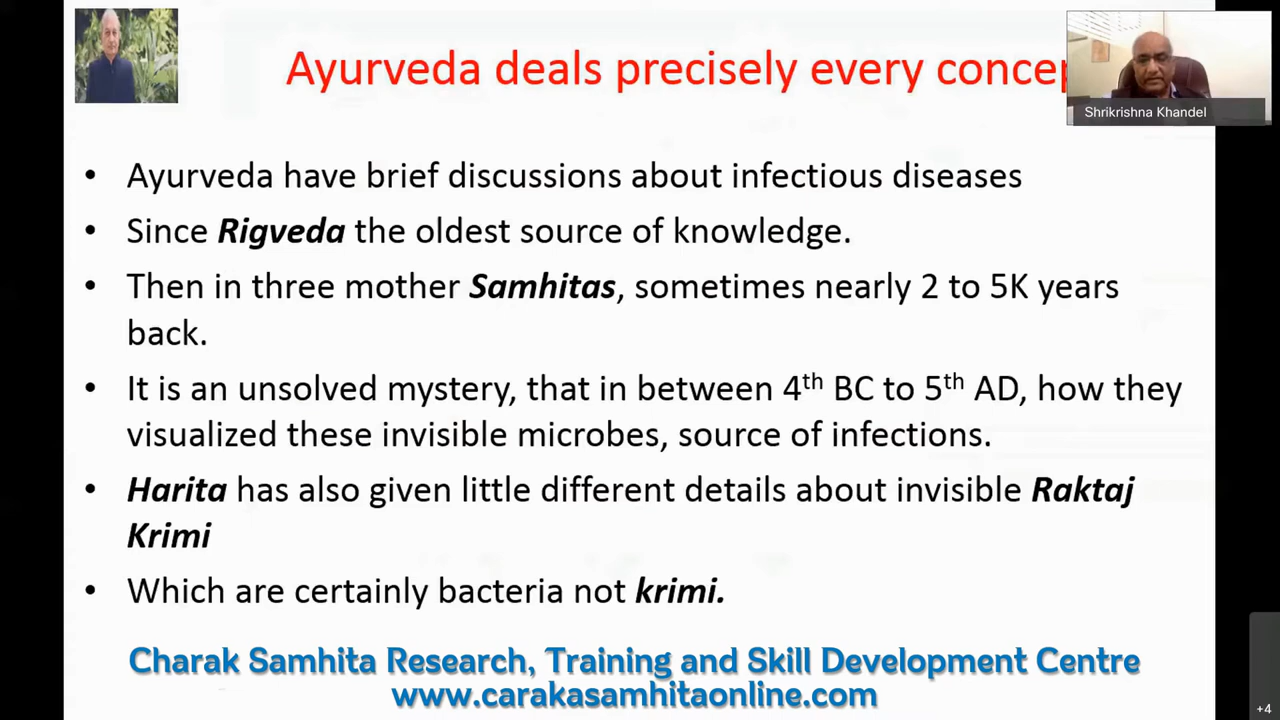 Ayurveda deals precisely every concep
Shrikrishna Khandel
• Ayurveda have brief discussions about infectious diseases
• Since Rigveda the oldest source of knowledge.
• Then in three mother Samhitas, sometimes nearly 2 to 5K years
back.
• It is an unsolved mystery, that in between 4th BC to 5th AD, how they
visualized these invisible microbes, source of infections.
• Harita has also given little different details about invisible Raktaj
Krimi
• Which are certainly bacteria not krimi.
Charak Samhita Research, Training and Skill Development Centre
www.carakasamhitaonline.com
+4